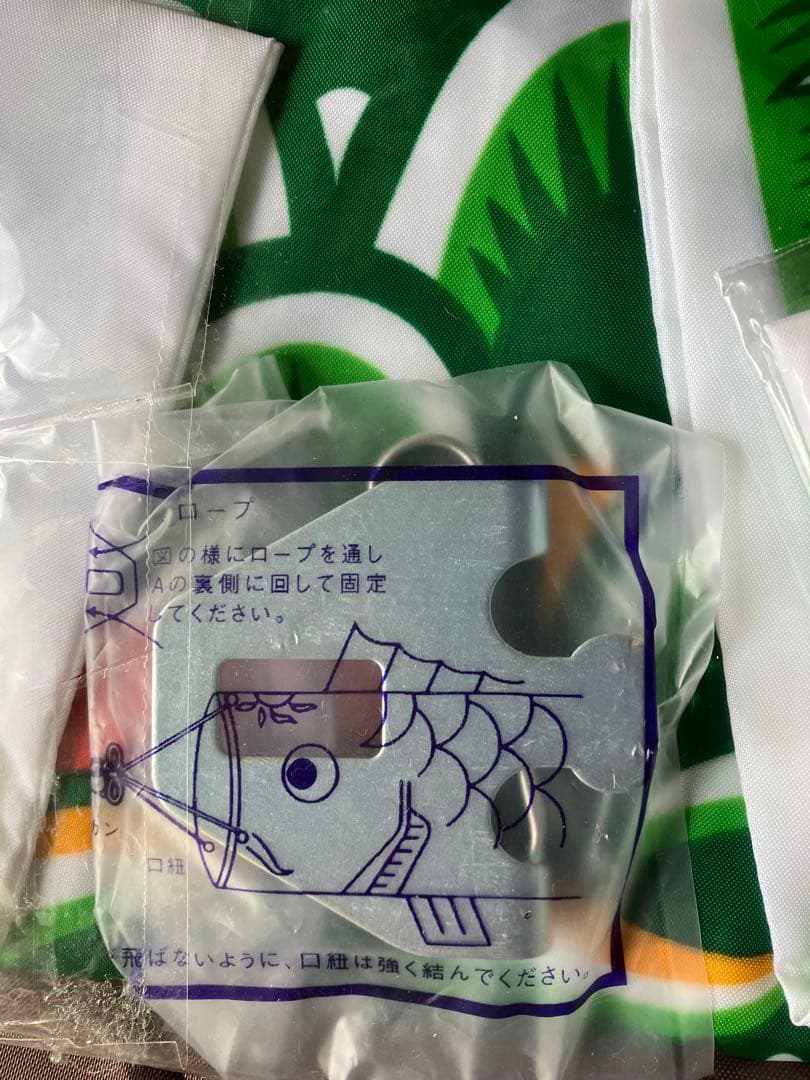 ロープ
図の様にロープを通し
Aの裏側に回して固定
してください。
カン
口紐
飛ばないように、口紐は強く結んでください。